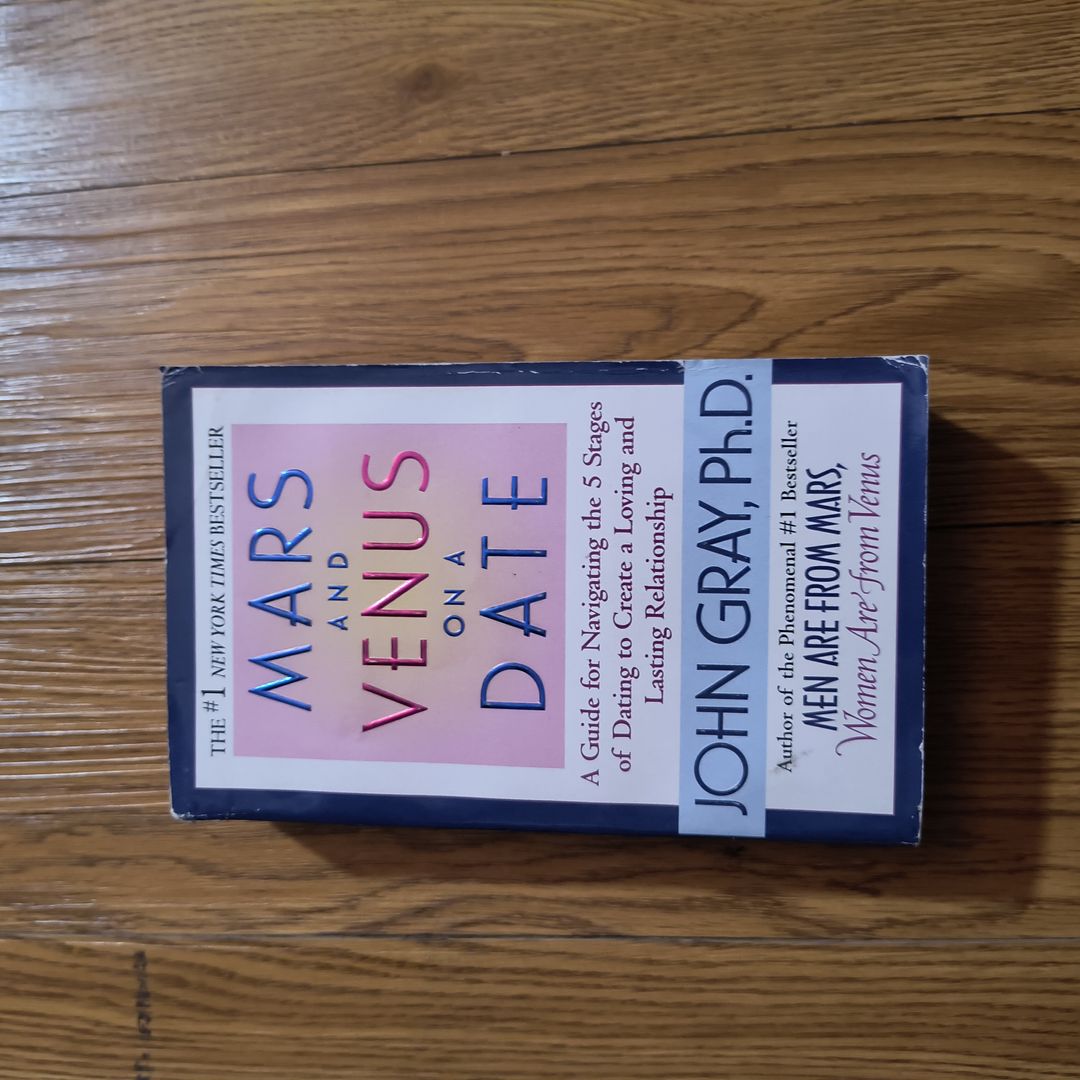 THE #1 NEW YORK TIMES BESTSELLER
MARS
AND
VENUS
ON A
DATE
A Guide for Navigating the 5 Stages
of Dating to Create a Loving and
Lasting Relationship
JOHN GRAY, Ph.D.
Author of the Phenomenal #1 Bestseller
MEN ARE FROM MARS,
Women Are from Venus